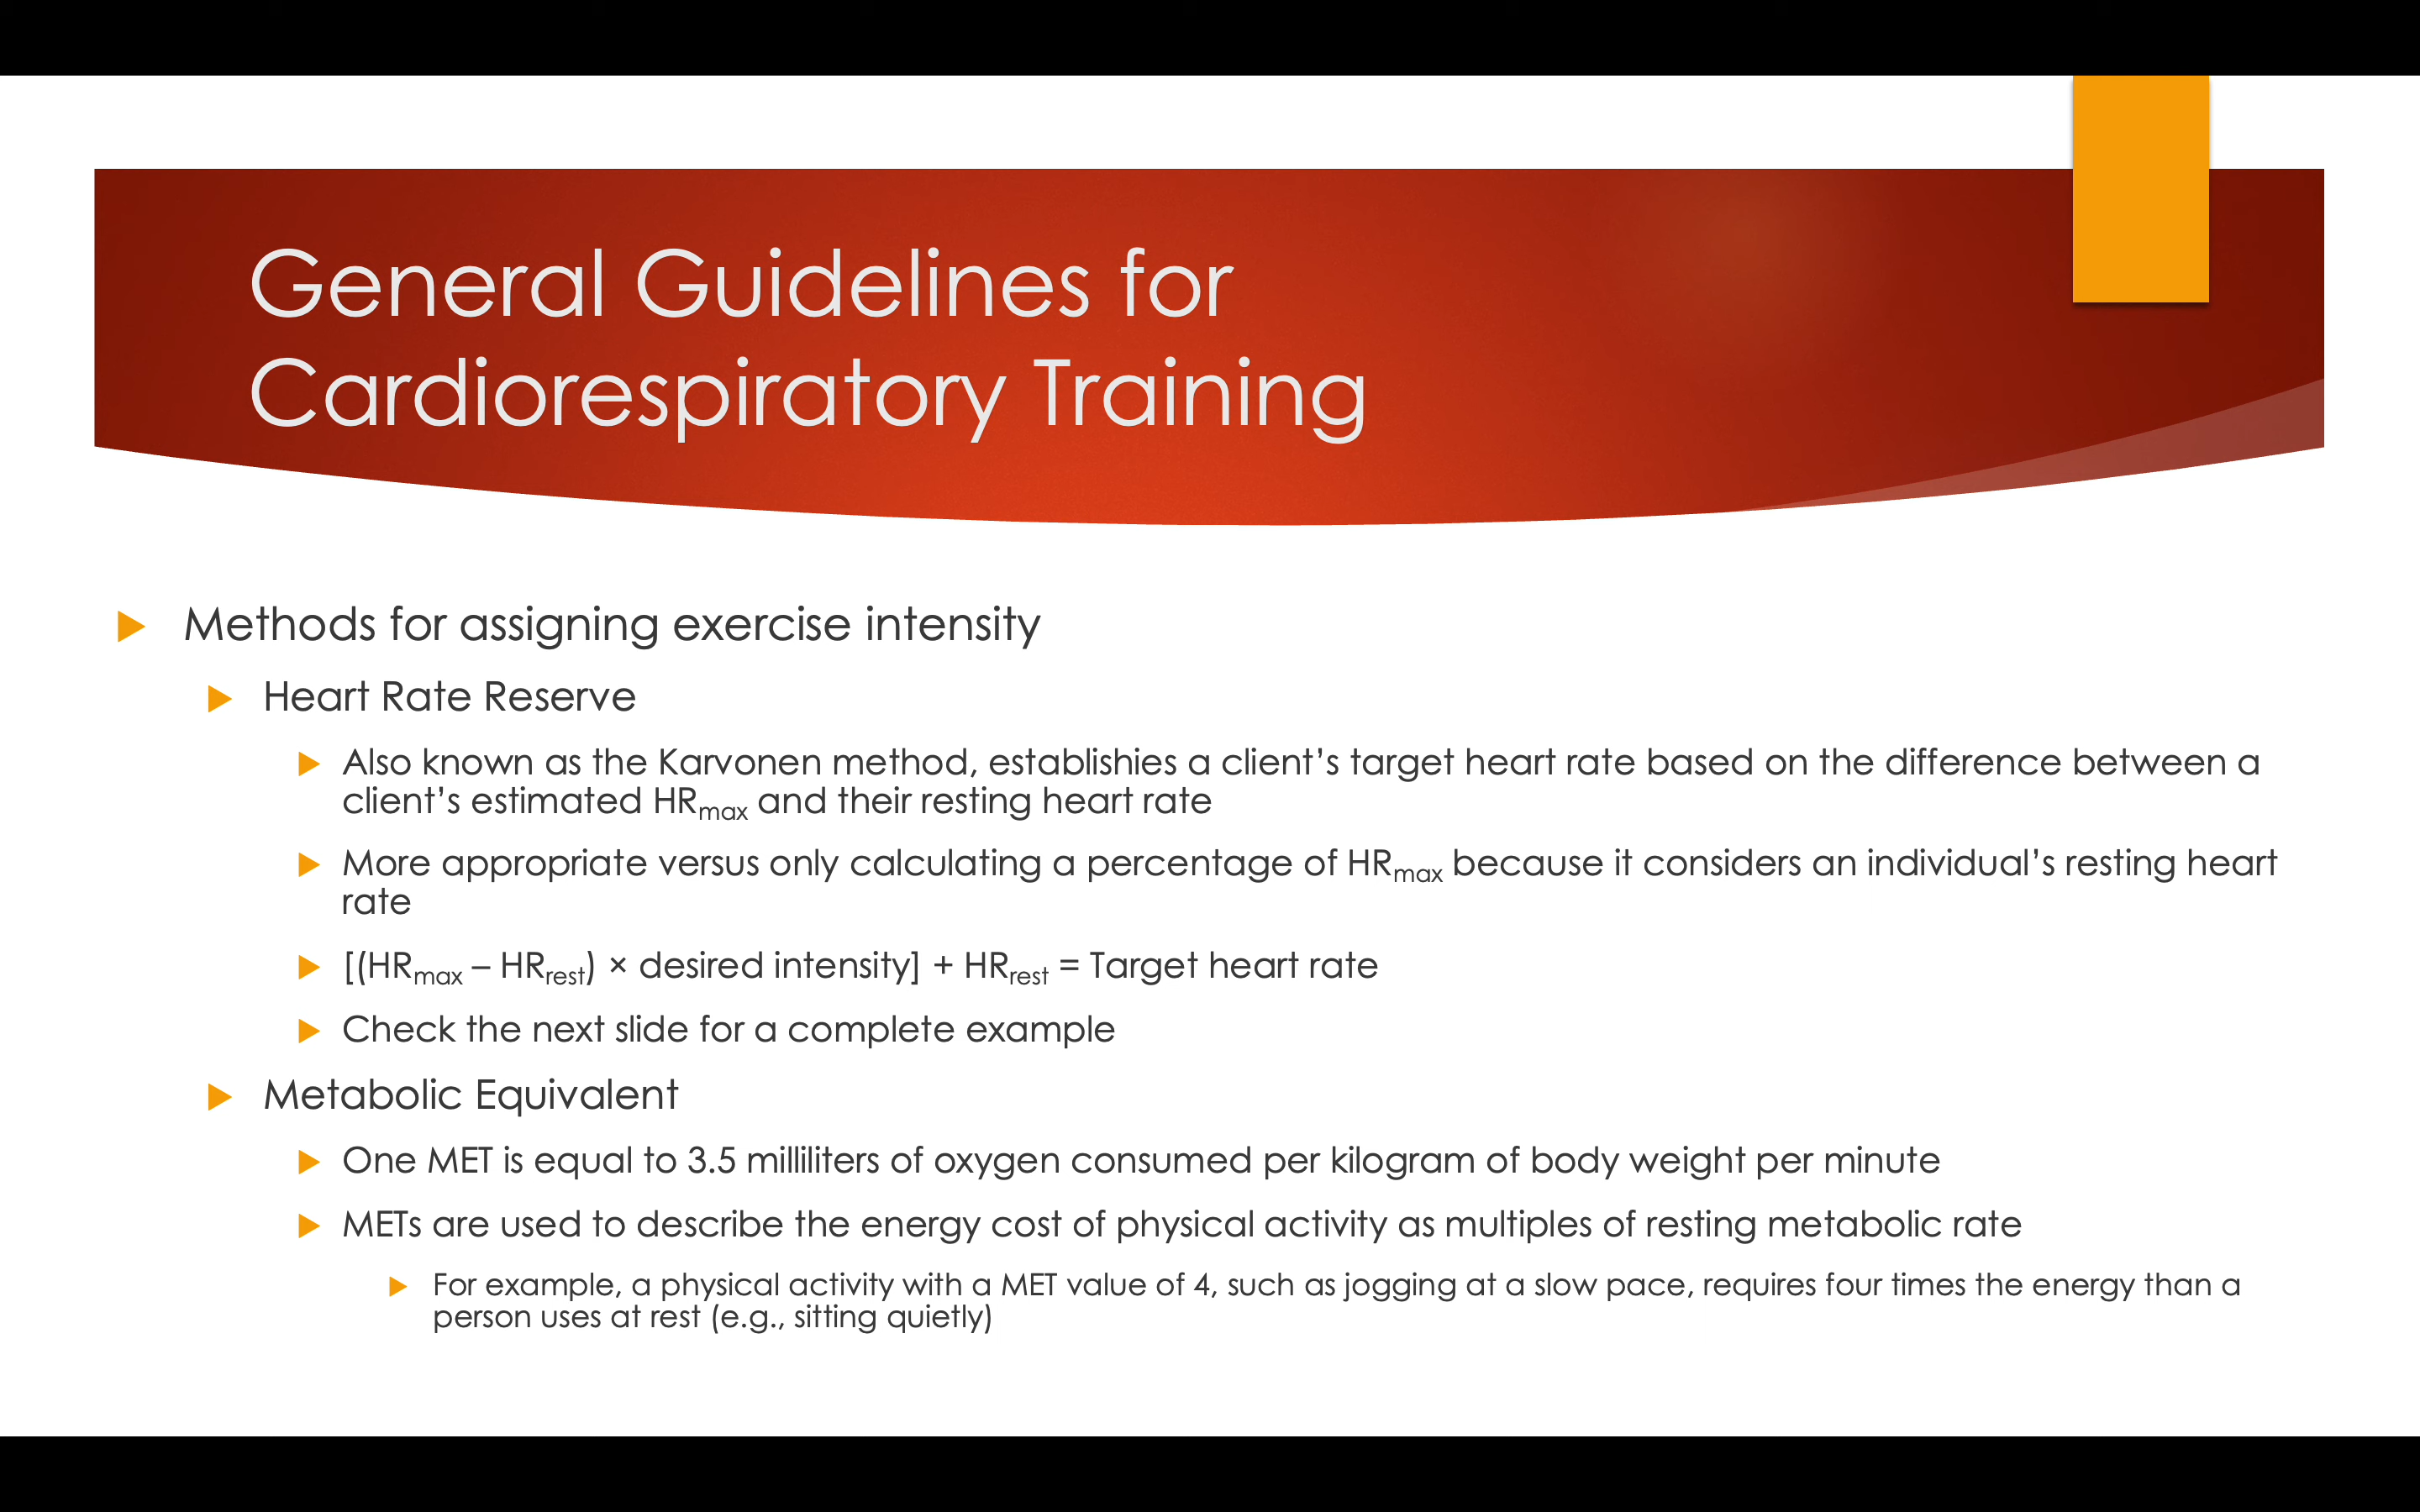 General Guidelines for
Cardiorespiratory Training
Methods for assigning exercise intensity
Heart Rate Reserve
Also known as the Karvonen method, establishies a client’s target heart rate based on the difference between a
client’s estimated HRmax and their resting heart rate
More appropriate versus only calculating a percentage of HRmax because it considers an individual’s resting heart
rate
[(HRmax – HRrest) × desired intensity] + HRrest = Target heart rate
Check the next slide for a complete example
Metabolic Equivalent
One MET is equal to 3.5 milliliters of oxygen consumed per kilogram of body weight per minute
METs are used to describe the energy cost of physical activity as multiples of resting metabolic rate
For example, a physical activity with a MET value of 4, such as jogging at a slow pace, requires four times the energy than a
person uses at rest (e.g., sitting quietly)